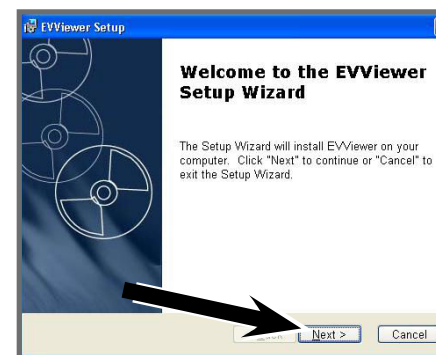 EVViewer Setup
Welcome to the EVViewer
Setup Wizard
The Setup Wizard will install EVViewer on your
computer. Click "Next" to continue or "Cancel" to
exit the Setup Wizard.
Next >
Cancel